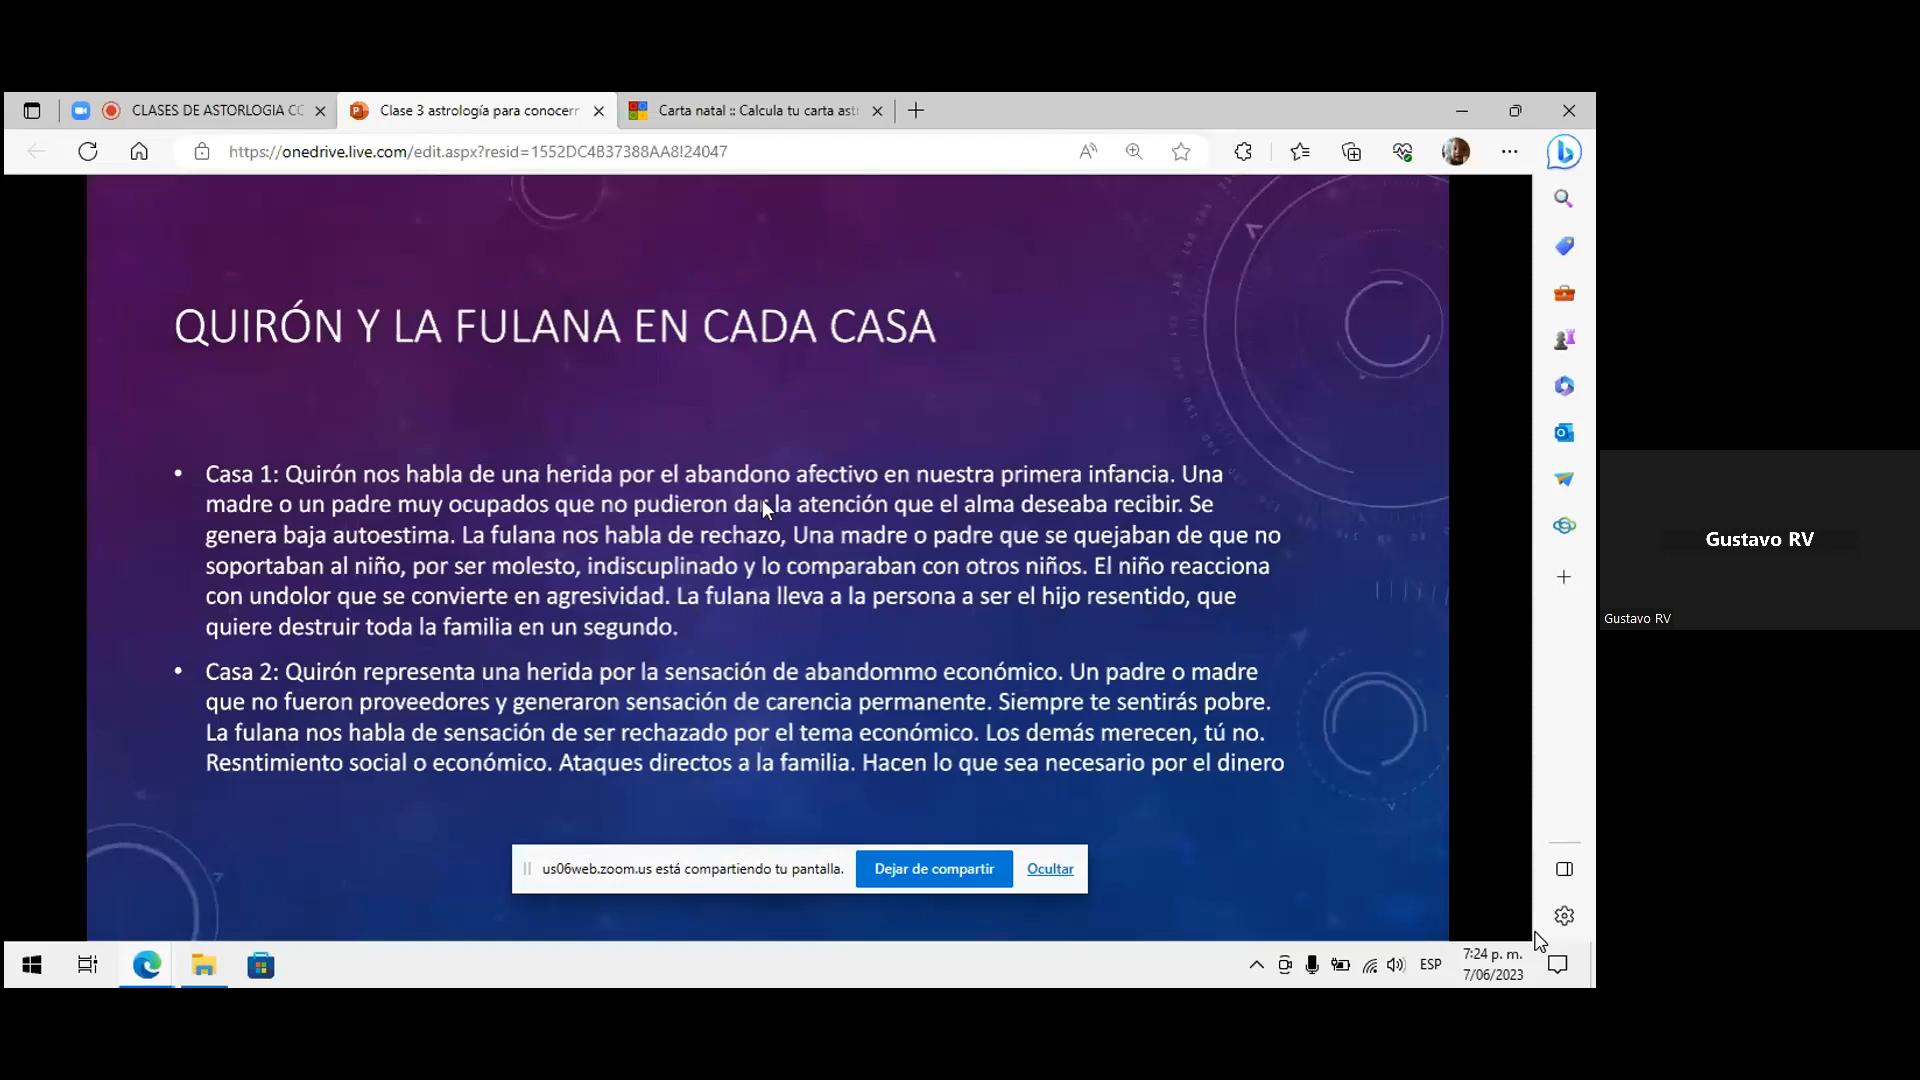 CLASES DE ASTORLOGIA CC
Clase 3 astrología para conocerr
Carta natal :: Calcula tu carta ast
https://onedrive.live.com/edit.aspx?resid=1552DC4B37388AA8!24047
QUIRÓN Y LA FULANA EN CADA CASA
• Casa 1: Quirón nos habla de una herida por el abandono afectivo en nuestra primera infancia. Una
madre o un padre muy ocupados que no pudieron dar la atención que el alma deseaba recibir. Se
genera baja autoestima. La fulana nos habla de rechazo, Una madre o padre que se quejaban de que no
soportaban al niño, por ser molesto, indiscuplinado y lo comparaban con otros niños. El niño reacciona
con undolor que se convierte en agresividad. La fulana lleva a la persona a ser el hijo resentido, que
quiere destruir toda la familia en un segundo.
• Casa 2: Quirón representa una herida por la sensación de abandommo económico. Un padre o madre
que no fueron proveedores y generaron sensación de carencia permanente. Siempre te sentirás pobre.
La fulana nos habla de sensación de ser rechazado por el tema económico. Los demás merecen, tú no.
Resntimiento social o económico. Ataques directos a la familia. Hacen lo que sea necesario por el dinero
us06web.zoom.us está compartiendo tu pantalla.
Dejar de compartir
Ocultar
Gustavo RV
Gustavo RV
ESP
7:24 p. m.
7/06/2023